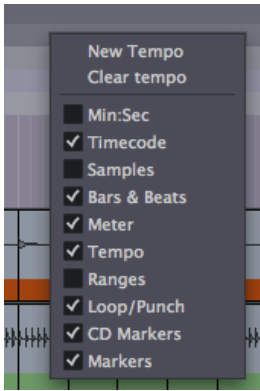 New Tempo
Clear tempo
Min:Sec
Timecode
Samples
Bars & Beats
Meter
Tempo
Ranges
Loop/Punch
CD Markers
Markers